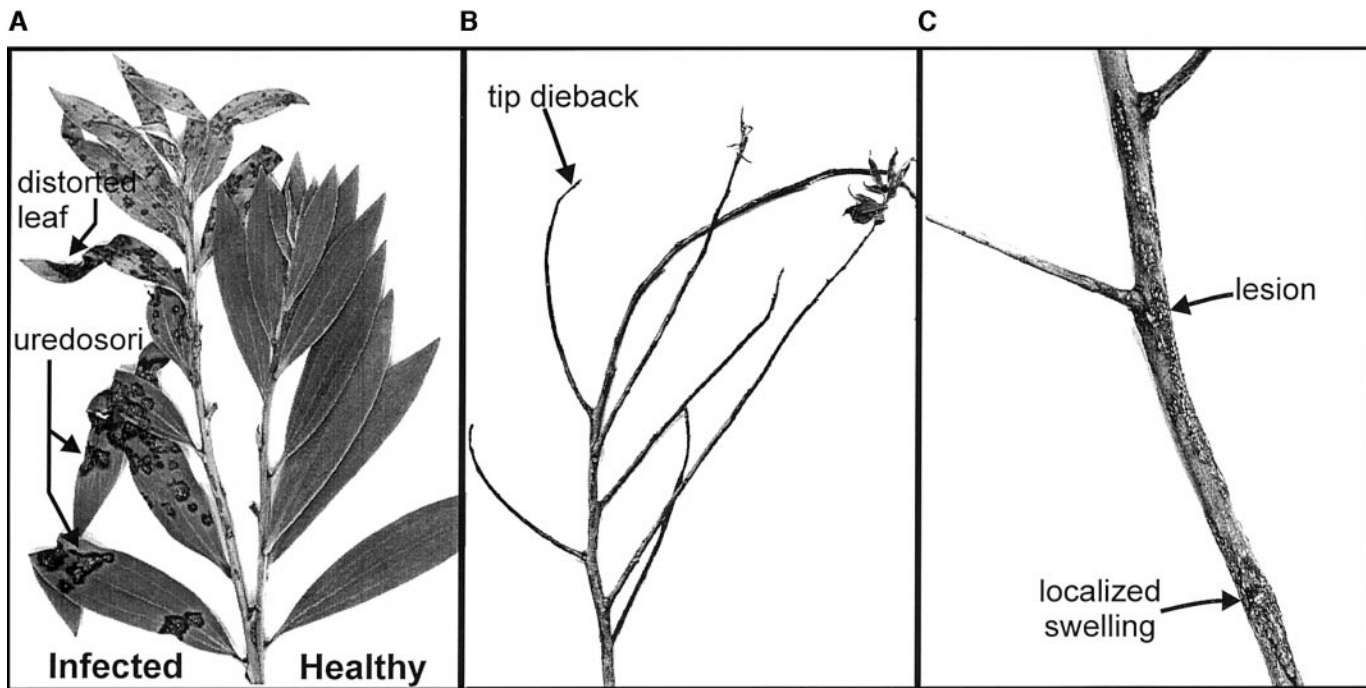 A
B
C
distorted
leaf
uredosori
Infected
Healthy
tip dieback
lesion
localized
swelling